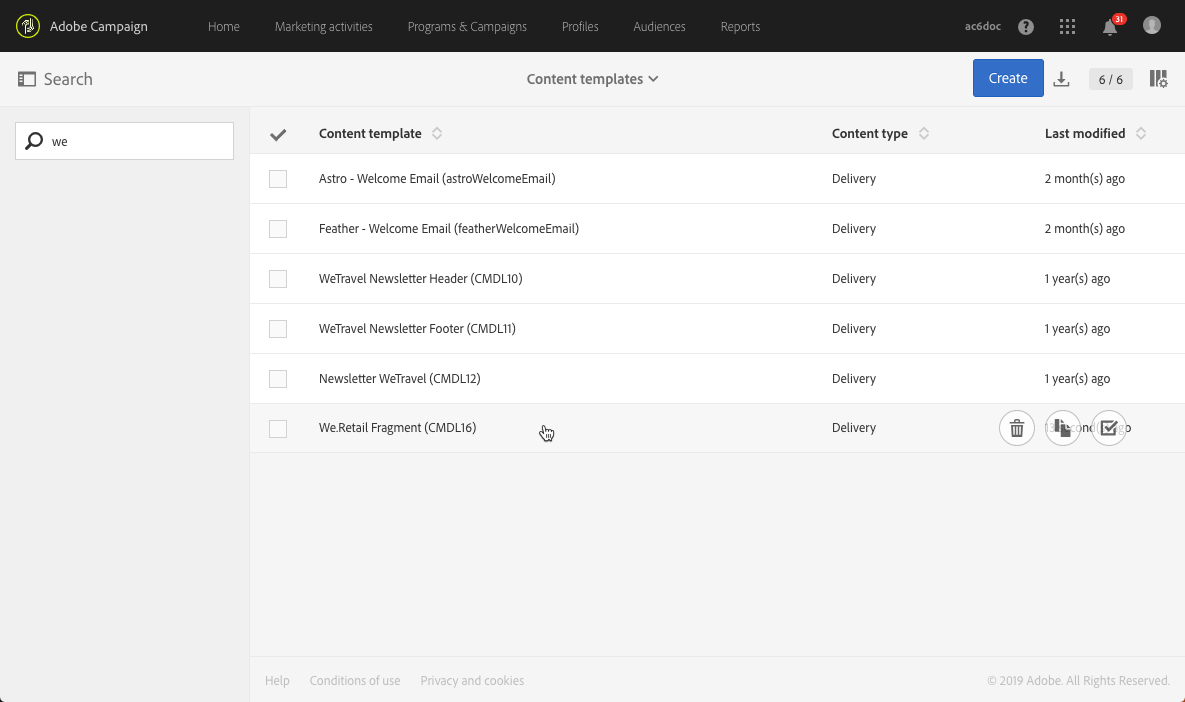 Adobe Campaign Home Marketing activities Programs & Campaigns Profiles Audiences Reports ac6doc ? 31
Search Content templates Create 6 / 6
we
Content template Content type Last modified
Astro - Welcome Email (astroWelcomeEmail) Delivery 2 month(s) ago
Feather - Welcome Email (featherWelcomeEmail) Delivery 2 month(s) ago
WeTravel Newsletter Header (CMDL10) Delivery 1 year(s) ago
WeTravel Newsletter Footer (CMDL11) Delivery 1 year(s) ago
Newsletter WeTravel (CMDL12) Delivery 1 year(s) ago
We.Retail Fragment (CMDL16) Delivery
Help Conditions of use Privacy and cookies © 2019 Adobe. All Rights Reserved.